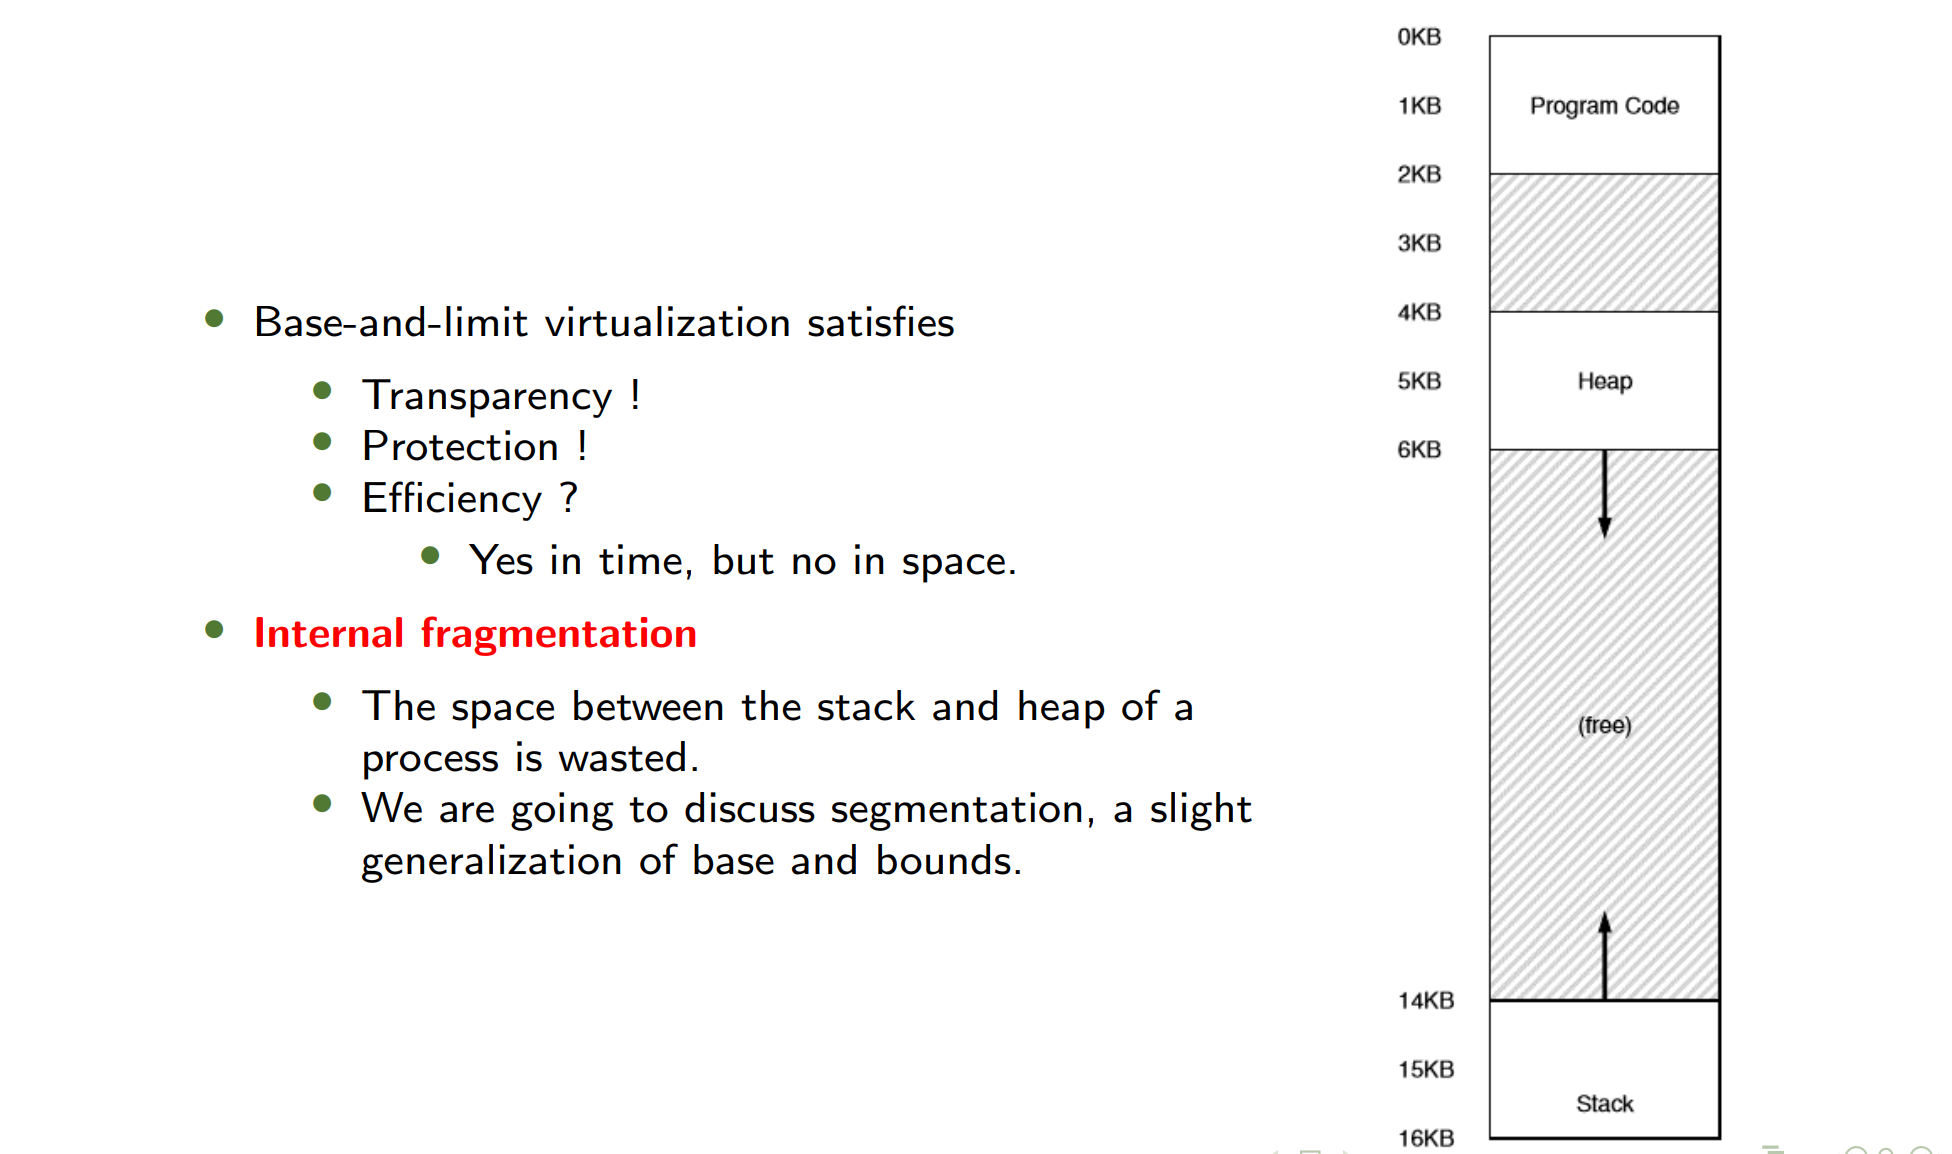 Base-and-limit virtualization satisfies
Transparency !
Protection !
Efficiency ?
Yes in time, but no in space.
Internal fragmentation
The space between the stack and heap of a
process is wasted.
We are going to discuss segmentation, a slight
generalization of base and bounds.
0KB
1KB
Program Code
2KB
3KB
4KB
5KB
Heap
6KB
(free)
14KB
15KB
Stack
16KB